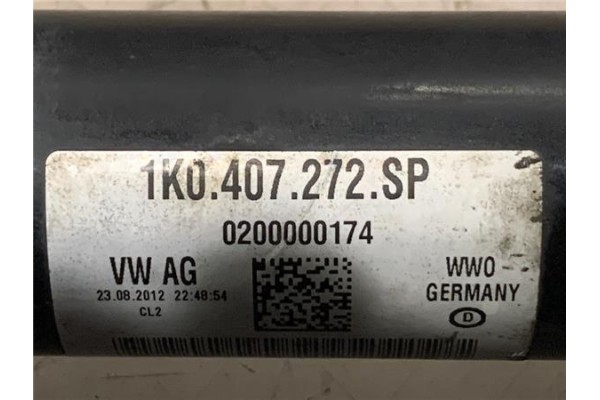 1K0.407.272.SP
0200000174
VW AG
23.08.2012 22:48:54
CL2
WWO
GERMANY
D